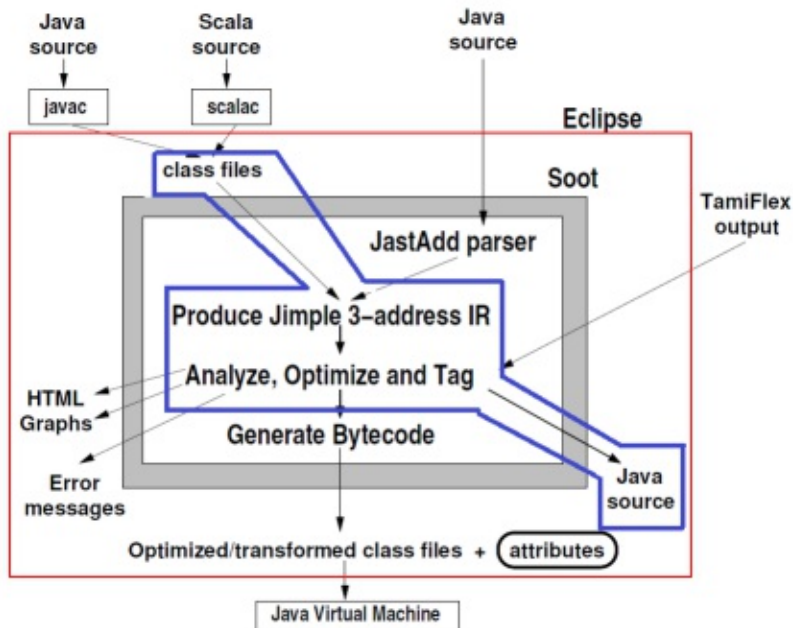 Java
source
Scala
source
Java
source
javac
scalac
Eclipse
class files
Soot
TamiFlex
output
JastAdd parser
Produce Jimple 3-address IR
Analyze, Optimize and Tag
HTML
Graphs
Generate Bytecode
Error
messages
Java
source
Optimized/transformed class files + attributes
Java Virtual Machine